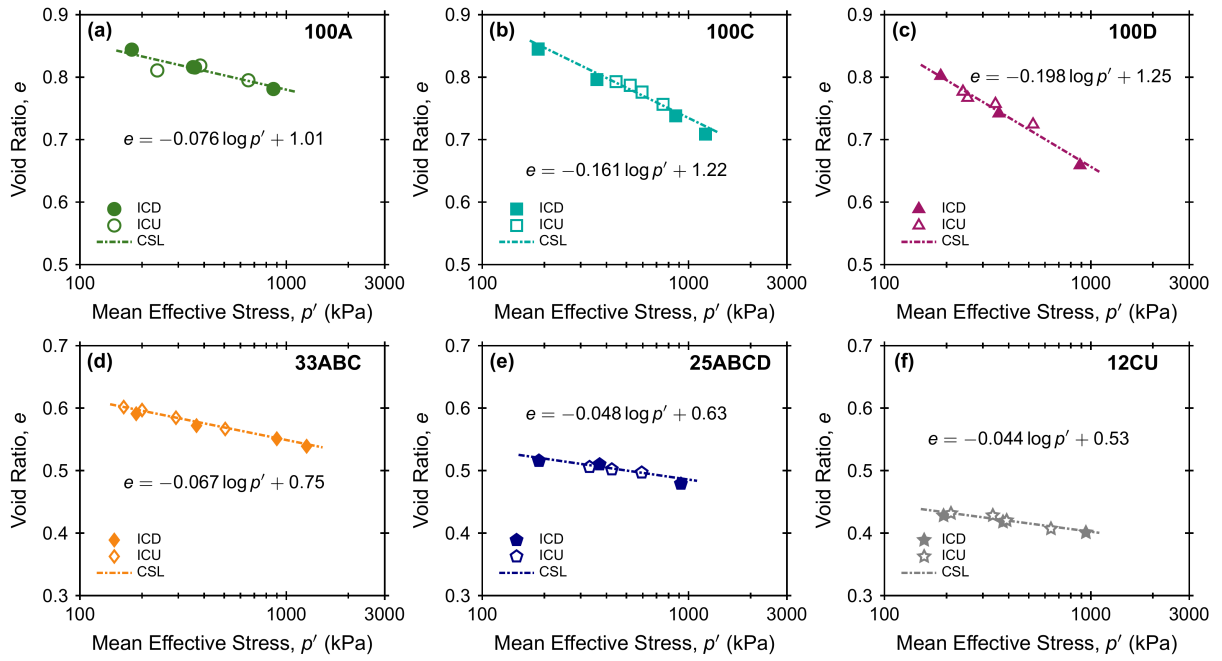 (a)
100A
0.9
0.8
0.7
0.6
0.5
Void Ratio, e
e = −0.076 log p′ + 1.01
ICD
ICU
CSL
100
1000
3000
Mean Effective Stress, p′ (kPa)
(b)
100C
0.9
0.8
0.7
0.6
0.5
Void Ratio, e
e = −0.161 log p′ + 1.22
ICD
ICU
CSL
100
1000
3000
Mean Effective Stress, p′ (kPa)
(c)
100D
0.9
0.8
0.7
0.6
0.5
Void Ratio, e
e = −0.198 log p′ + 1.25
ICD
ICU
CSL
100
1000
3000
Mean Effective Stress, p′ (kPa)
(d)
33ABC
0.7
0.6
0.5
0.4
0.3
Void Ratio, e
e = −0.067 log p′ + 0.75
ICD
ICU
CSL
100
1000
3000
Mean Effective Stress, p′ (kPa)
(e)
25ABCD
0.7
0.6
0.5
0.4
0.3
Void Ratio, e
e = −0.048 log p′ + 0.63
ICD
ICU
CSL
100
1000
3000
Mean Effective Stress, p′ (kPa)
(f)
12CU
0.7
0.6
0.5
0.4
0.3
Void Ratio, e
e = −0.044 log p′ + 0.53
ICD
ICU
CSL
100
1000
3000
Mean Effective Stress, p′ (kPa)